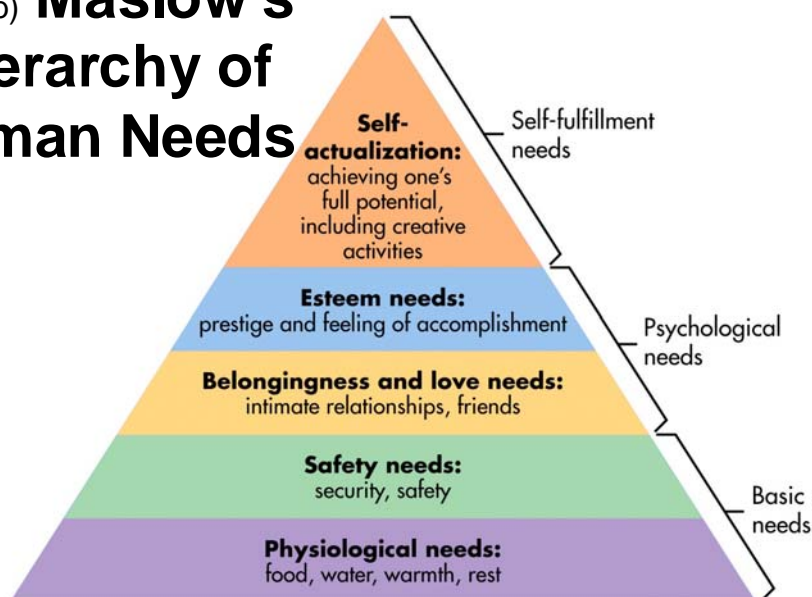 Maslow's
erarchy of
man Needs
Self-
actualization:
achieving one's
full potential,
including creative
activities
Self-fulfillment
needs
Esteem needs:
prestige and feeling of accomplishment
Psychological
needs
Belongingness and love needs:
intimate relationships, friends
Safety needs:
security, safety
Basic
needs
Physiological needs:
food, water, warmth, rest